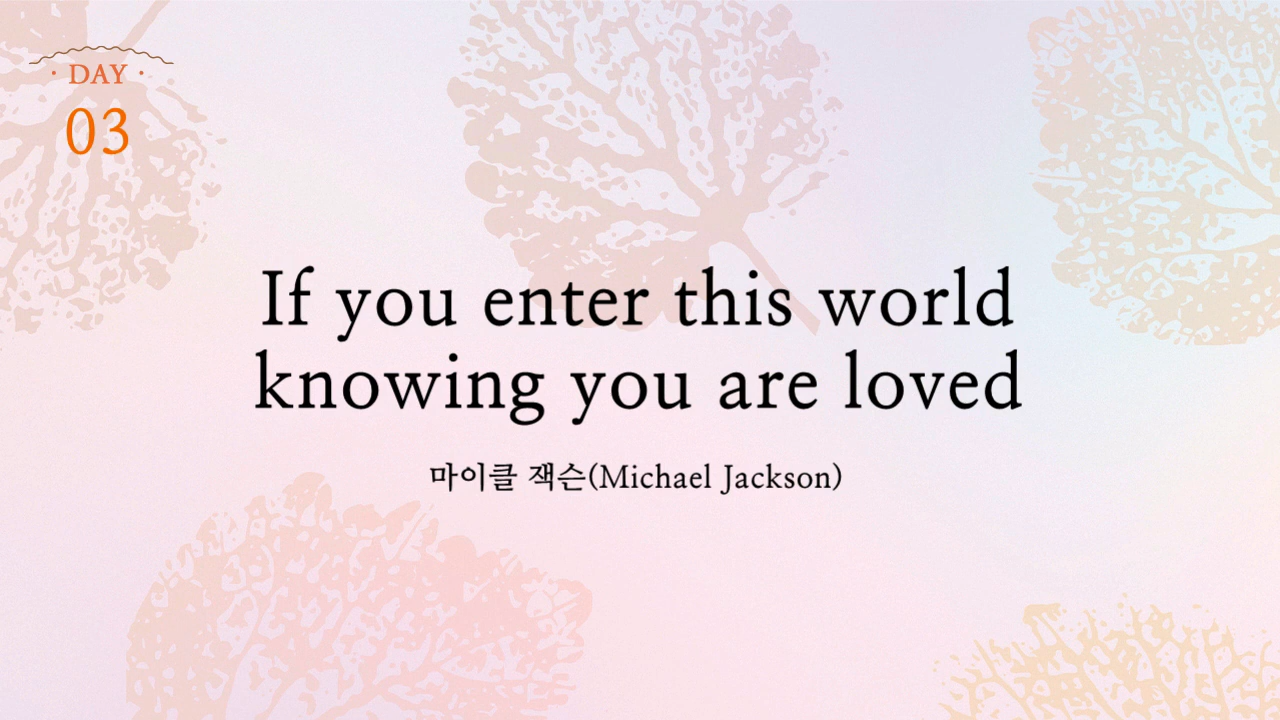 · DAY ·
03
If you enter this world
knowing you are loved
마이클 잭슨(Michael Jackson)